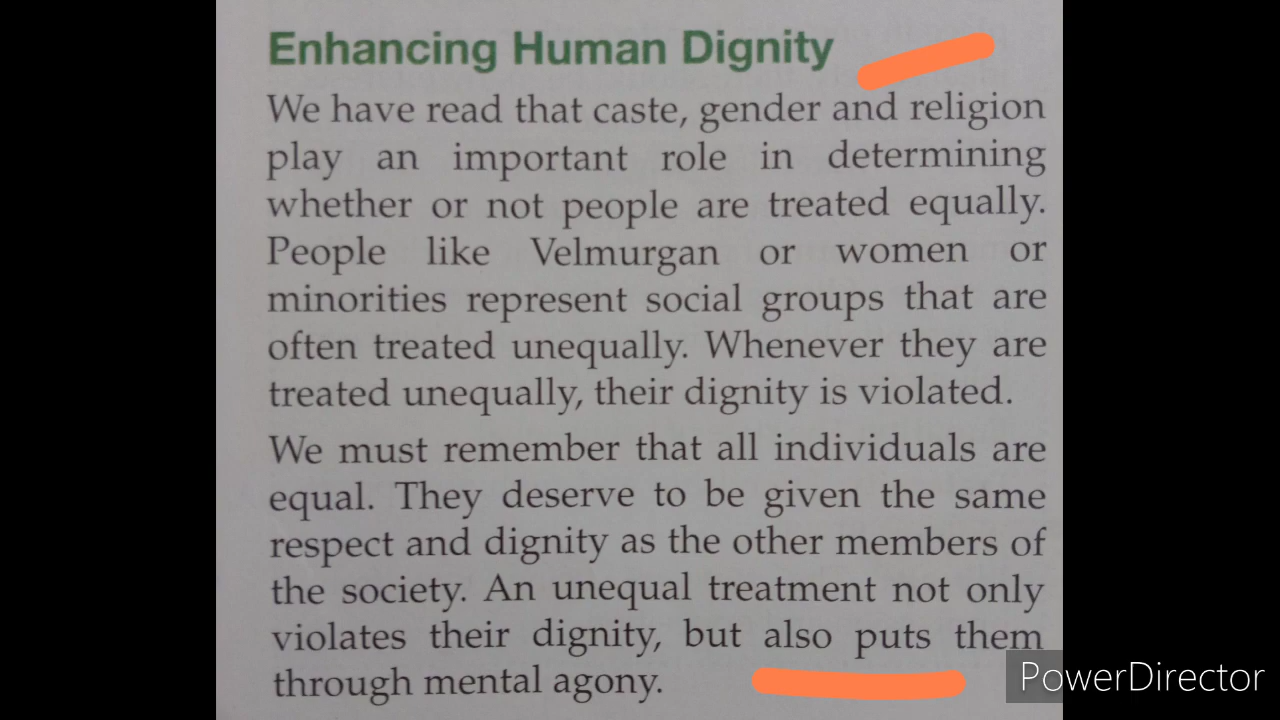 Enhancing Human Dignity
We have read that caste, gender and religion
play an important role in determining
whether or not people are treated equally.
People like Velmurgan or women or
minorities represent social groups that are
often treated unequally. Whenever they are
treated unequally, their dignity is violated.
We must remember that all individuals are
equal. They deserve to be given the same
respect and dignity as the other members of
the society. An unequal treatment not only
violates their dignity, but also puts them
through mental agony.
PowerDirector